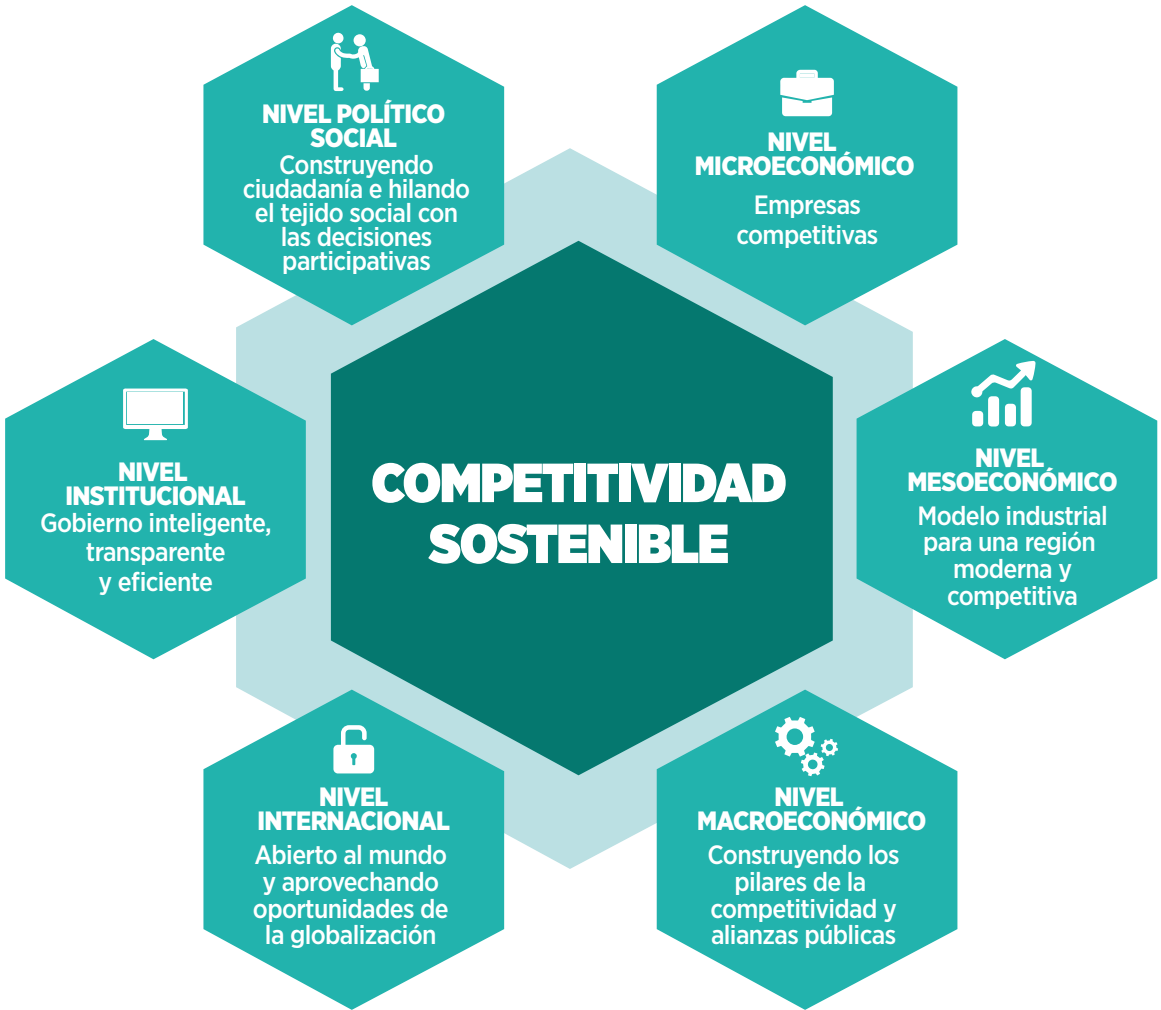 NIVEL POLÍTICO
SOCIAL
Construyendo
ciudadanía e hilando
el tejido social con
las decisiones
participativas
NIVEL
MICROECONÓMICO
Empresas
competitivas
NIVEL
INSTITUCIONAL
Gobierno inteligente,
transparente
y eficiente
COMPETITIVIDAD
SOSTENIBLE
NIVEL
MESOECONÓMICO
Modelo industrial
para una región
moderna y
competitiva
NIVEL
INTERNACIONAL
Abierto al mundo
y aprovechando
oportunidades de
la globalización
NIVEL
MACROECONÓMICO
Construyendo los
pilares de la
competitividad y
alianzas públicas